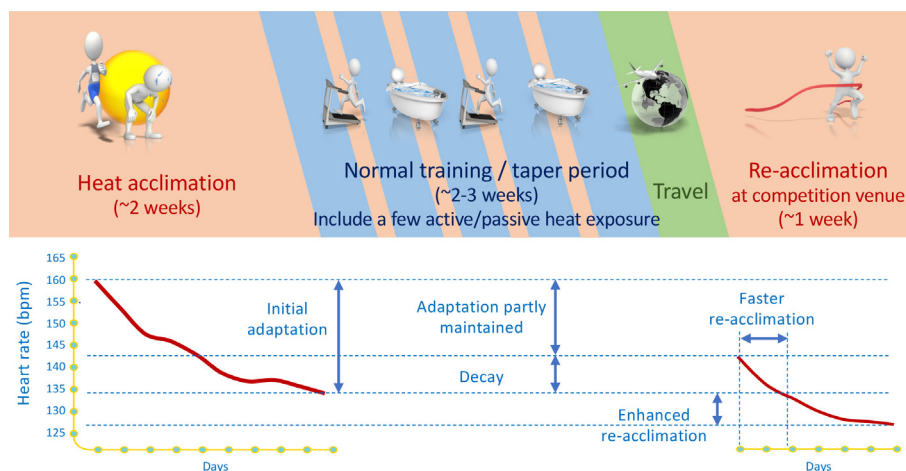 Heat acclimation
(~2 weeks)
Normal training / taper period
(~2-3 weeks)
Include a few active/passive heat exposure
Travel
Re-acclimation
at competition venue
(~1 week)
Heart rate (bpm)
165
160
155
150
145
140
135
130
125
Initial
adaptation
Adaptation partly
maintained
Decay
Faster
re-acclimation
Enhanced
re-acclimation
Days
Days